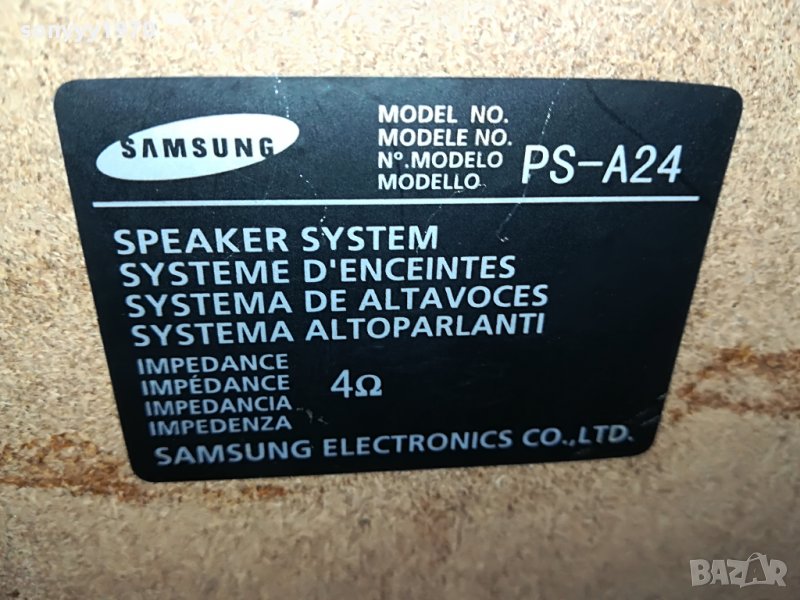 SAMSUNG
MODEL NO.
MODELE NO.
Nº.MODELO
MODELLO
PS-A24
SPEAKER SYSTEM
SYSTEME D'ENCEINTES
SYSTEMA DE ALTAVOCES
SYSTEMA ALTOPARLANTI
IMPEDANCE
IMPÉDANCE
IMPEDANCIA
IMPEDENZA
4Ω
SAMSUNG ELECTRONICS CO.,LTD.
BAZAR